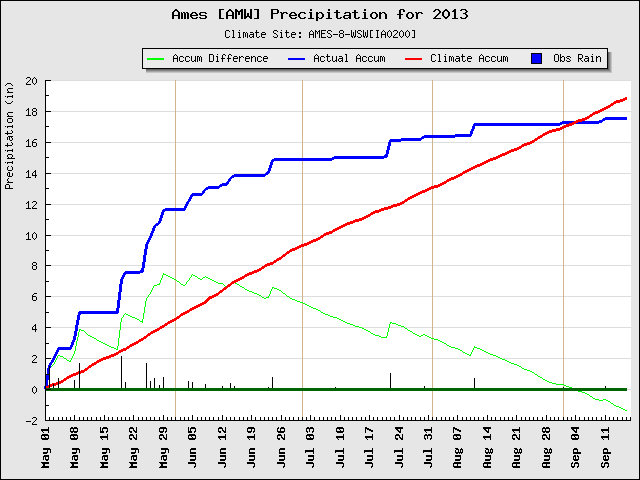 Ames [AMW] Precipitation for 2013
Climate Site: AMES-8-WSW[IA0200]
Accum Difference
Actual Accum
Climate Accum
Obs Rain
Precipitation (in)
20
18
16
14
12
10
8
6
4
2
0
-2
May 01
May 08
May 15
May 22
May 29
Jun 05
Jun 12
Jun 19
Jun 26
Jul 03
Jul 10
Jul 17
Jul 24
Jul 31
Aug 07
Aug 14
Aug 21
Aug 28
Sep 04
Sep 11